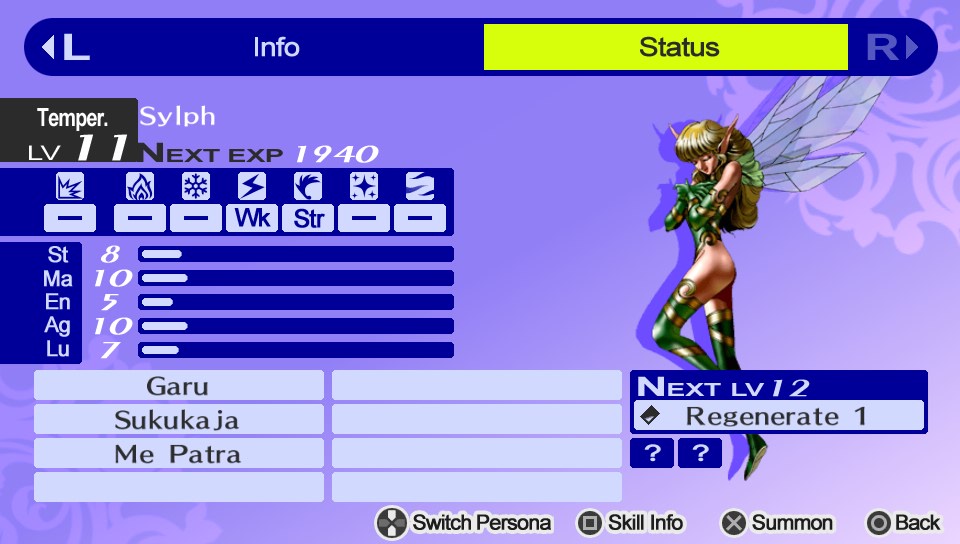 L Info Status R
Temper. Sylph
LV 11 NEXT EXP 1940
— — — Wk Str — —
St 8
Ma 10
En 5
Ag 10
Lu 7
Garu
Sukukaja
Me Patra
NEXT LV 12
Regenerate 1
? ?
Switch Persona Skill Info Summon Back